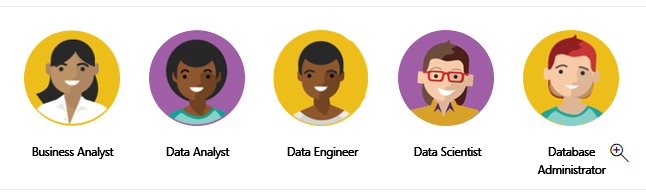 Business Analyst
Data Analyst
Data Engineer
Data Scientist
Database
Administrator